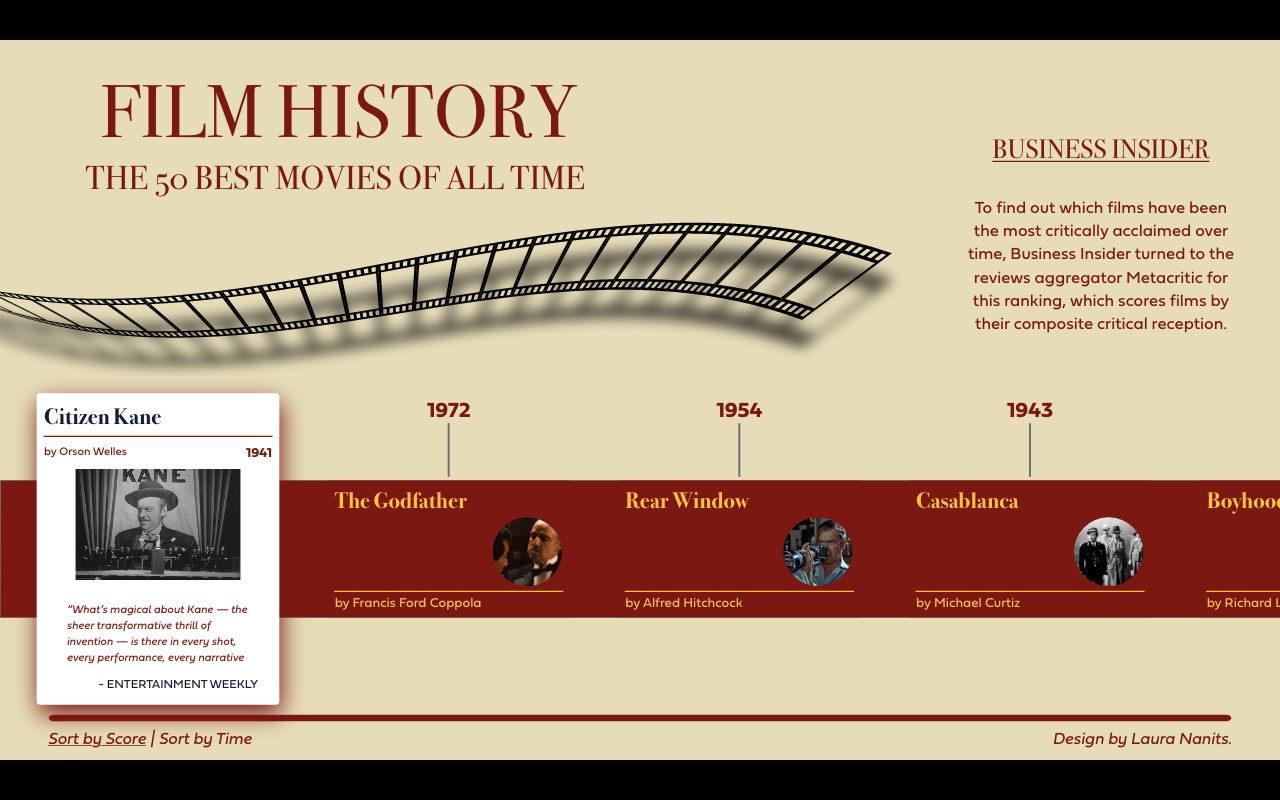 FILM HISTORY
THE 50 BEST MOVIES OF ALL TIME
BUSINESS INSIDER
To find out which films have been
the most critically acclaimed over
time, Business Insider turned to the
reviews aggregator Metacritic for
this ranking, which scores films by
their composite critical reception.
Citizen Kane
by Orson Welles 1941
KANE
"What's magical about Kane — the
sheer transformative thrill of
invention — is there in every shot,
every performance, every narrative
- ENTERTAINMENT WEEKLY
1972
The Godfather
by Francis Ford Coppola
1954
Rear Window
by Alfred Hitchcock
1943
Casablanca
by Michael Curtiz
Boyhood
by Richard
Sort by Score | Sort by Time
Design by Laura Nanits.